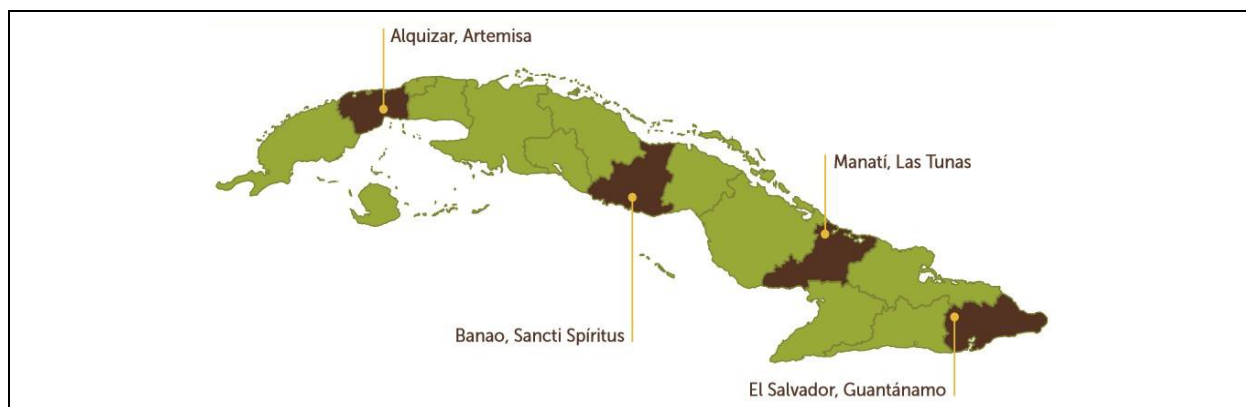 Alquizar, Artemisa
Manatí, Las Tunas
Banao, Sancti Spíritus
El Salvador, Guantánamo